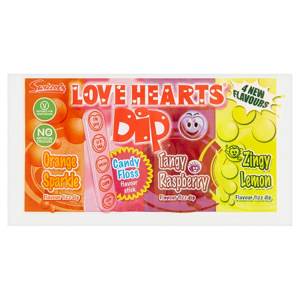 Swizzels
LOVE HEARTS
DIP
4 NEW
FLAVOURS
NO
Orange
Sparkle
Flavour fizz dip
Candy
Floss
flavour
stick
Tangy
Raspberry
Flavour fizz dip
Zingy
Lemon
Flavour fizz dip